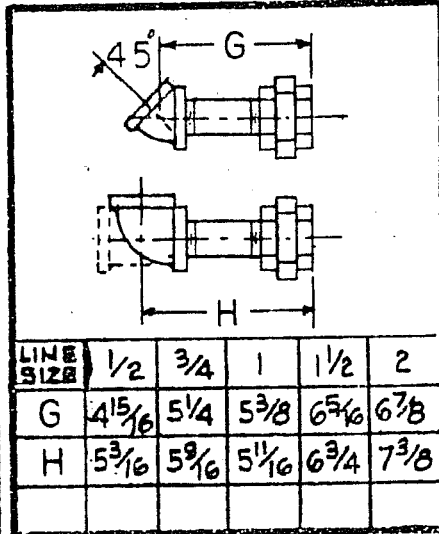 45°
G
H
LINE SIZE 1/2 3/4 1 1 1/2 2
G 4 15/16 5 1/4 5 3/8 6 5/16 6 7/8
H 5 3/16 5 9/16 5 11/16 6 3/4 7 3/8